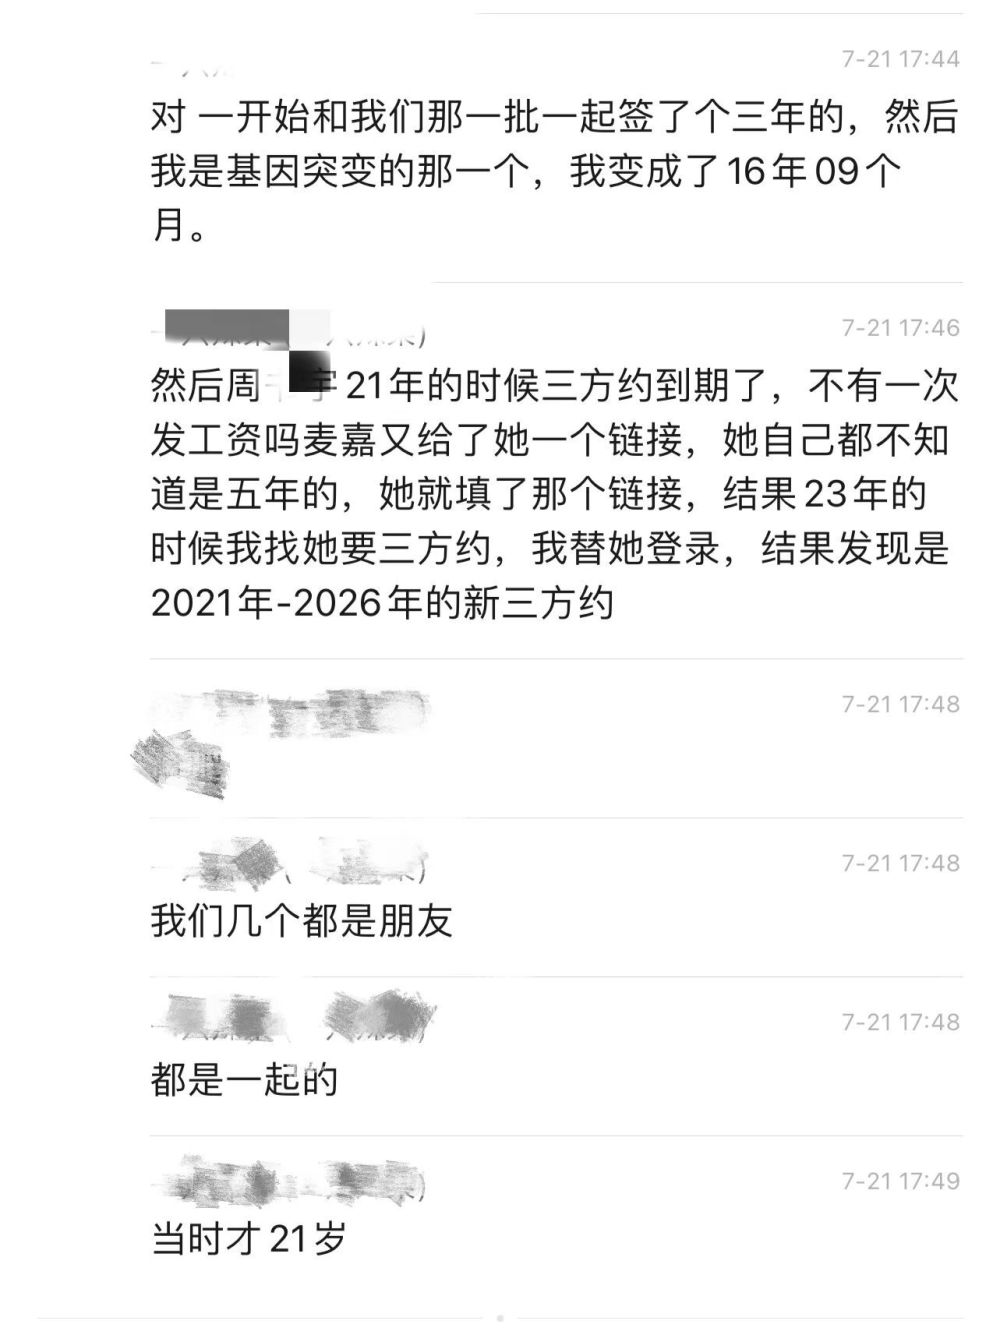 7-21 17:44
对 一开始和我们那一批一起签了个三年的，然后
我是基因突变的那一个，我变成了16年09个
月。
7-21 17:46
然后周 宇21年的时候三方约到期了，不有一次
发工资吗麦嘉又给了她一个链接，她自己都不知
道是五年的，她就填了那个链接，结果23年的
时候我找她要三方约，我替她登录，结果发现是
2021年-2026年的新三方约
7-21 17:48
7-21 17:48
我们几个都是朋友
7-21 17:48
都是一起的
7-21 17:49
当时才21岁